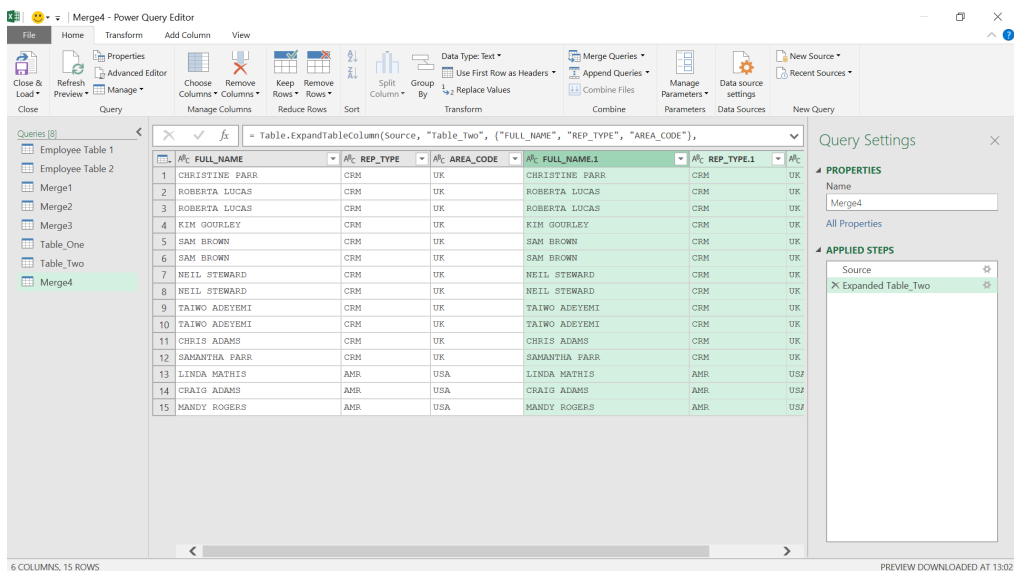 Merge4 - Power Query Editor
File Home Transform Add Column View
Close & Load
Refresh Preview
Properties
Advanced Editor
Manage
Choose Columns
Remove Columns
Keep Rows
Remove Rows
Split Column
Group By
Data Type: Text
Use First Row as Headers
Replace Values
Merge Queries
Append Queries
Combine Files
Manage Parameters
Data source settings
New Source
Recent Sources
Close Query Manage Columns Reduce Rows Sort Transform Combine Parameters Data Sources New Query
Queries [8]
Employee Table 1
Employee Table 2
Merge1
Merge2
Merge3
Table_One
Table_Two
Merge4
fx = Table.ExpandTableColumn(Source, "Table_Two", {"FULL_NAME", "REP_TYPE", "AREA_CODE"},
FULL_NAME REP_TYPE AREA_CODE FULL_NAME.1 REP_TYPE.1
1 CHRISTINE PARR CRM UK CHRISTINE PARR CRM UK
2 ROBERTA LUCAS CRM UK ROBERTA LUCAS CRM UK
3 ROBERTA LUCAS CRM UK ROBERTA LUCAS CRM UK
4 KIM GOURLEY CRM UK KIM GOURLEY CRM UK
5 SAM BROWN CRM UK SAM BROWN CRM UK
6 SAM BROWN CRM UK SAM BROWN CRM UK
7 NEIL STEWARD CRM UK NEIL STEWARD CRM UK
8 NEIL STEWARD CRM UK NEIL STEWARD CRM UK
9 TAIWO ADEYEMI CRM UK TAIWO ADEYEMI CRM UK
10 TAIWO ADEYEMI CRM UK TAIWO ADEYEMI CRM UK
11 CHRIS ADAMS CRM UK CHRIS ADAMS CRM UK
12 SAMANTHA PARR CRM UK SAMANTHA PARR CRM UK
13 LINDA MATHIS AMR USA LINDA MATHIS AMR USA
14 CRAIG ADAMS AMR USA CRAIG ADAMS AMR USA
15 MANDY ROGERS AMR USA MANDY ROGERS AMR USA
Query Settings
PROPERTIES
Name
Merge4
All Properties
APPLIED STEPS
Source
Expanded Table_Two
6 COLUMNS, 15 ROWS
PREVIEW DOWNLOADED AT 13:02